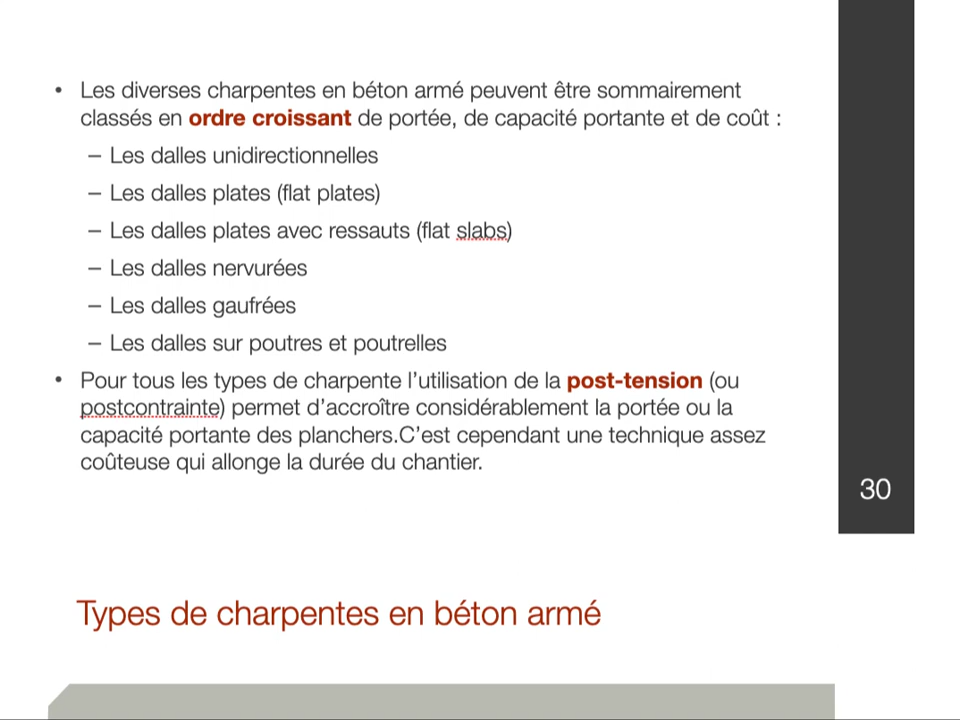 • Les diverses charpentes en béton armé peuvent être sommairement
classés en ordre croissant de portée, de capacité portante et de coût :
– Les dalles unidirectionnelles
– Les dalles plates (flat plates)
– Les dalles plates avec ressauts (flat slabs)
– Les dalles nervurées
– Les dalles gaufrées
– Les dalles sur poutres et poutrelles
• Pour tous les types de charpente l’utilisation de la post-tension (ou
postcontrainte) permet d’accroître considérablement la portée ou la
capacité portante des planchers.C’est cependant une technique assez
coûteuse qui allonge la durée du chantier.
30
Types de charpentes en béton armé